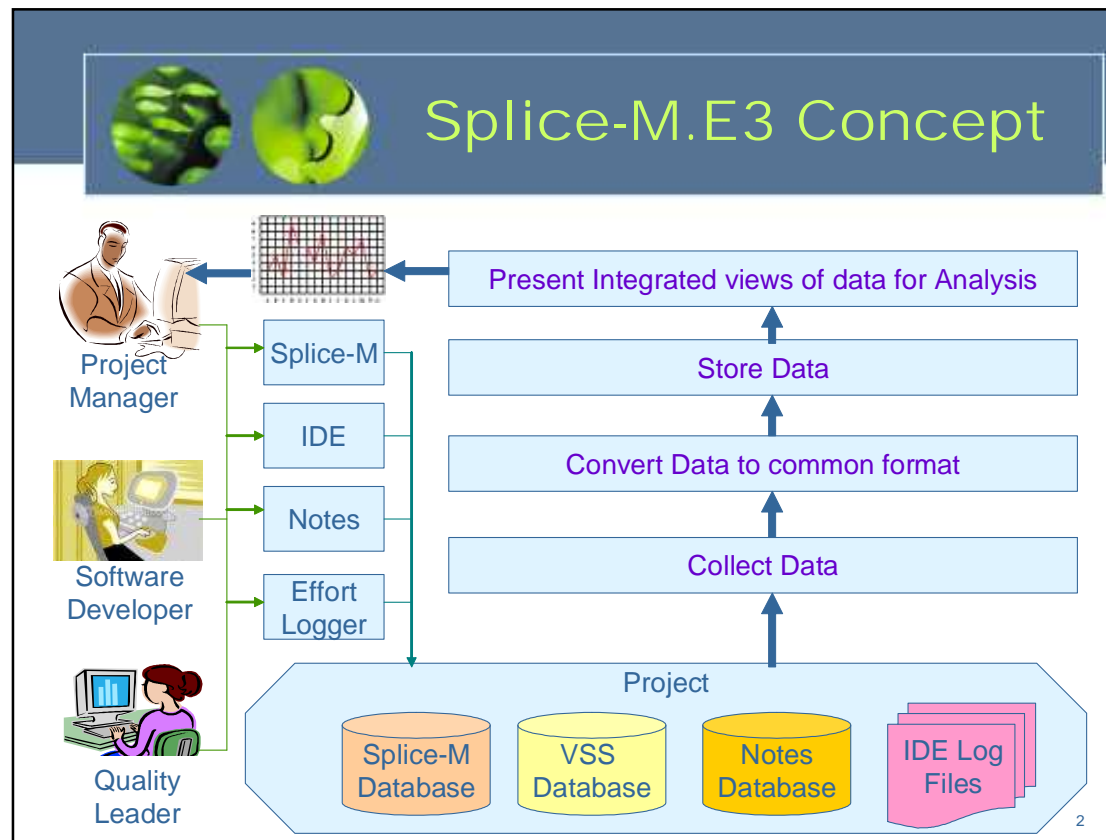 Splice-M.E3 Concept
Present Integrated views of data for Analysis
Project
Manager
Splice-M
Store Data
IDE
Convert Data to common format
Notes
Software
Developer
Collect Data
Effort
Logger
Project
Quality
Leader
Splice-M
Database
VSS
Database
Notes
Database
IDE Log
Files
2